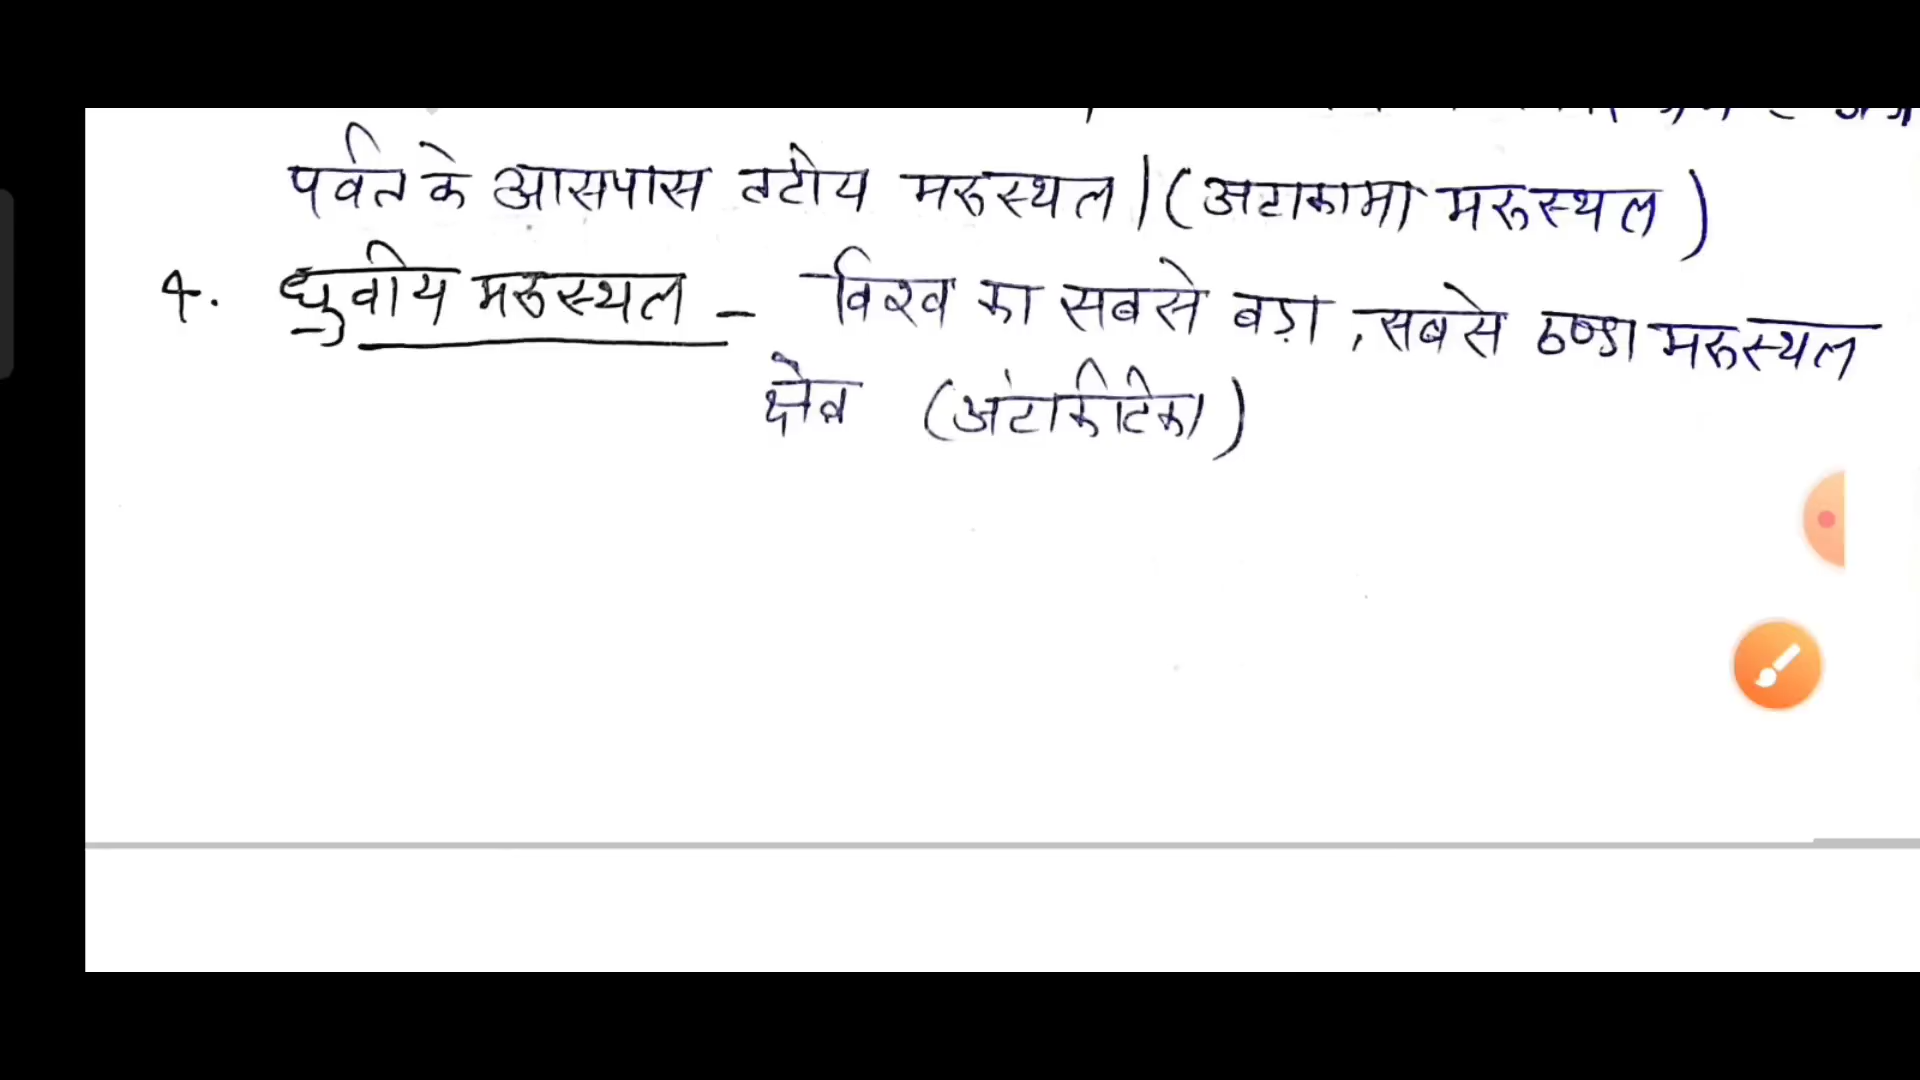 पर्वत के आसपास तटीय मरुस्थल | (अटाकामा मरुस्थल)
4. ध्रुवीय मरुस्थल – विश्व का सबसे बड़ा, सबसे ठण्डा मरुस्थल
क्षेत्र (अंटार्कटिका)